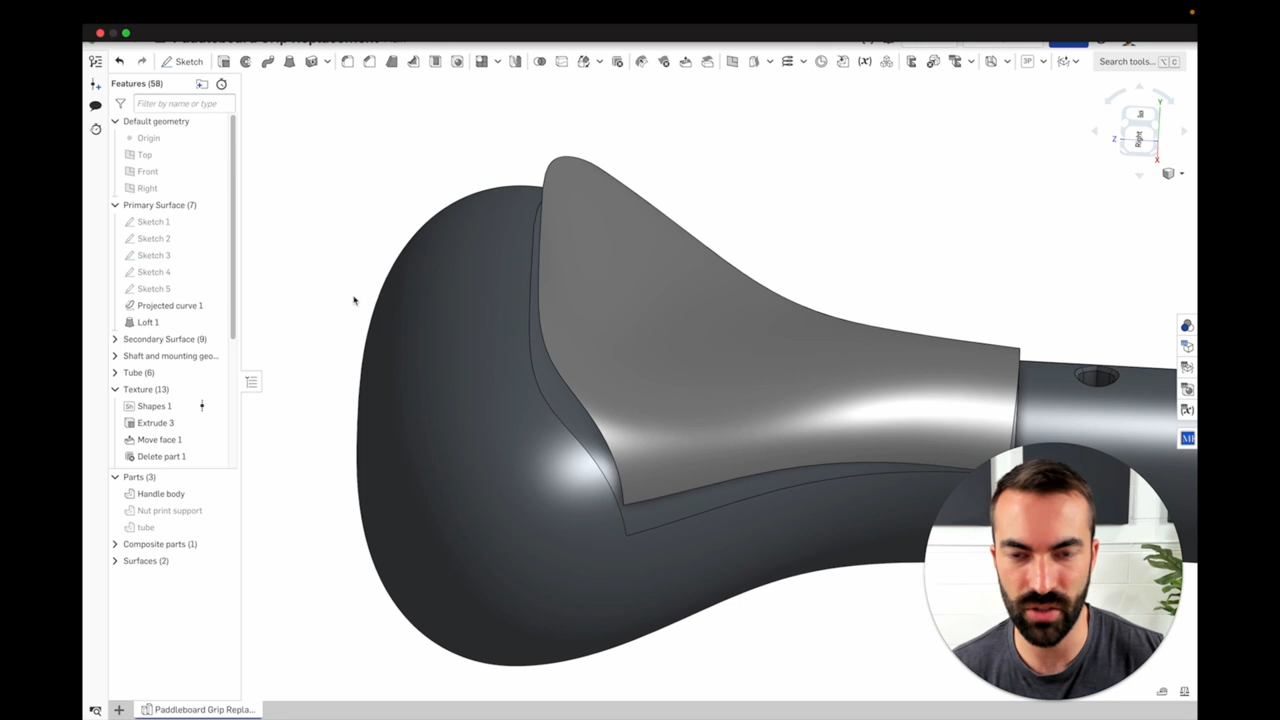 Sketch
3P
Search tools...
C
Features (58)
Filter by name or type
Default geometry
Origin
Top
Front
Right
Primary Surface (7)
Sketch 1
Sketch 2
Sketch 3
Sketch 4
Sketch 5
Projected curve 1
Loft 1
Secondary Surface (9)
Shaft and mounting geo...
Tube (6)
Texture (13)
Shapes 1
Extrude 3
Move face 1
Delete part 1
Parts (3)
Handle body
Nut print support
tube
Composite parts (1)
Surfaces (2)
Y
Z
Right
X
(x)
Paddleboard Grip Repla...